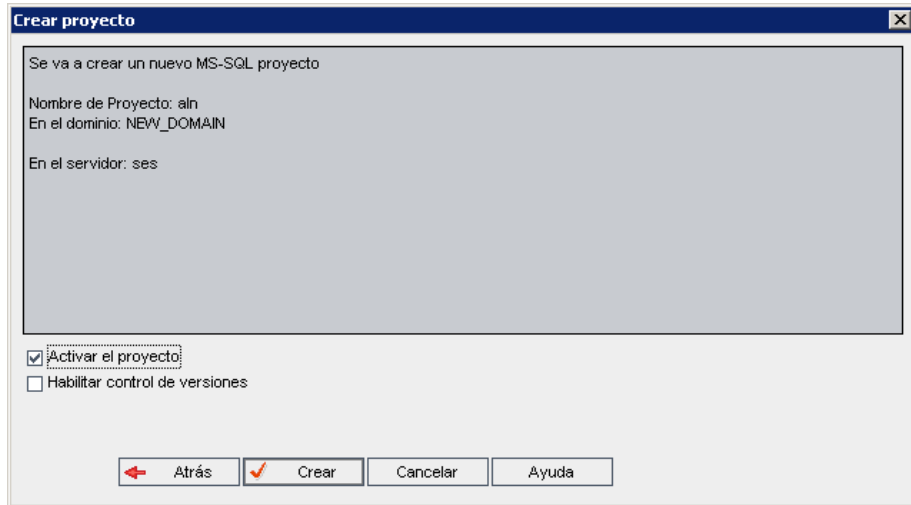 Crear proyecto
Se va a crear un nuevo MS-SQL proyecto
Nombre de Proyecto: aln
En el dominio: NEW_DOMAIN
En el servidor: ses
Activar el proyecto
Habilitar control de versiones
Atrás Crear Cancelar Ayuda